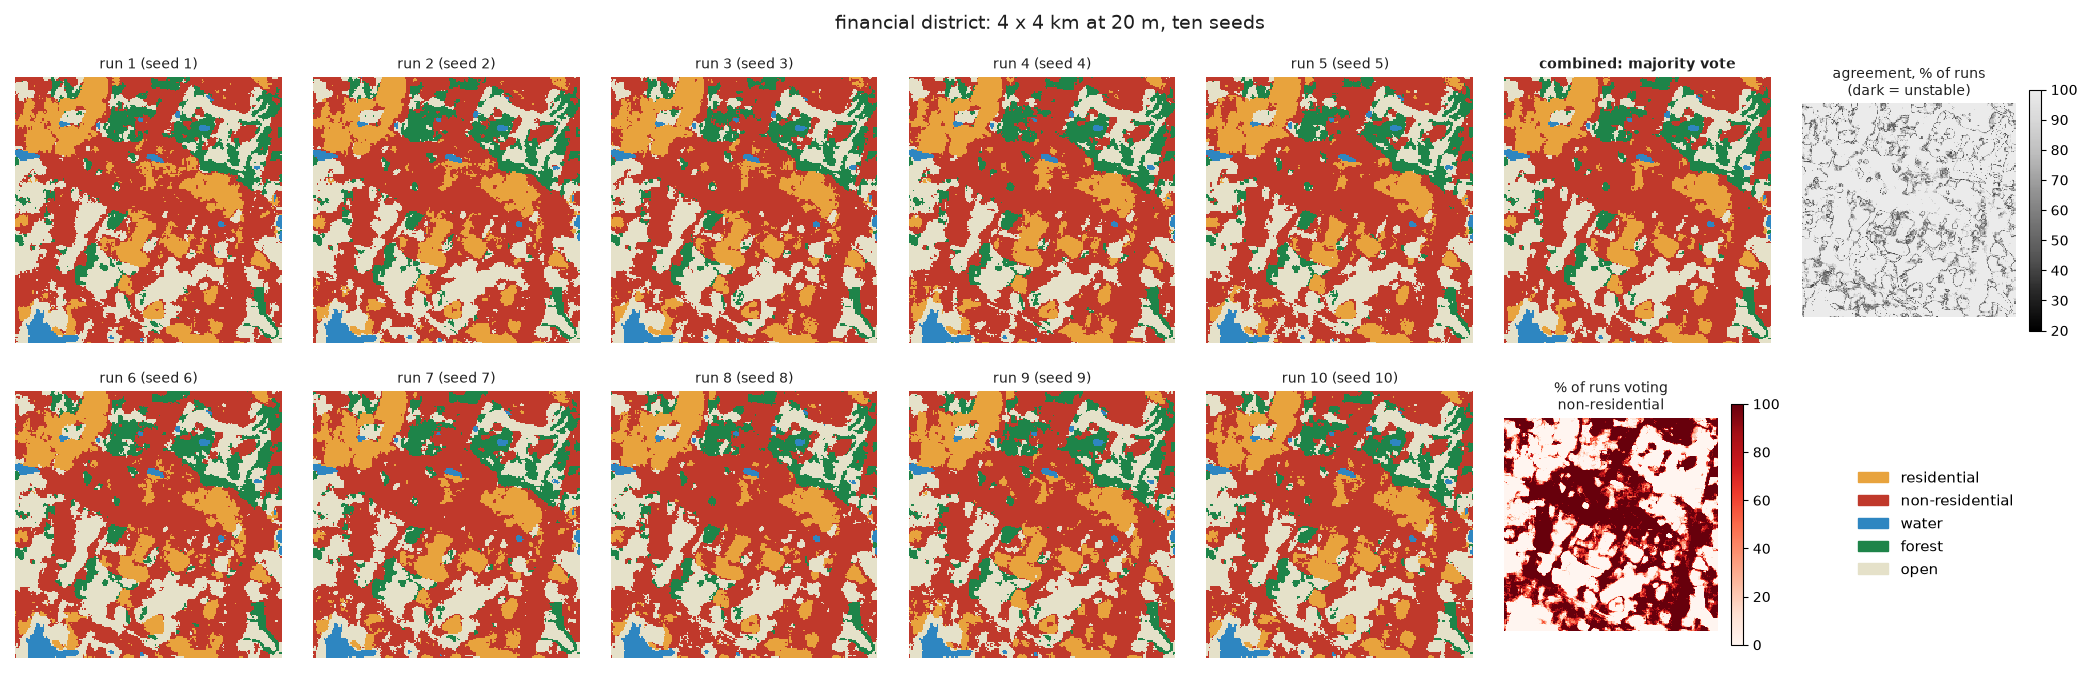 financial district: 4 x 4 km at 20 m, ten seeds
run 1 (seed 1)
run 2 (seed 2)
run 3 (seed 3)
run 4 (seed 4)
run 5 (seed 5)
combined: majority vote
agreement, % of runs
(dark = unstable)
100
90
80
70
60
50
40
30
20
run 6 (seed 6)
run 7 (seed 7)
run 8 (seed 8)
run 9 (seed 9)
run 10 (seed 10)
% of runs voting
non-residential
100
80
60
40
20
0
residential
non-residential
water
forest
open